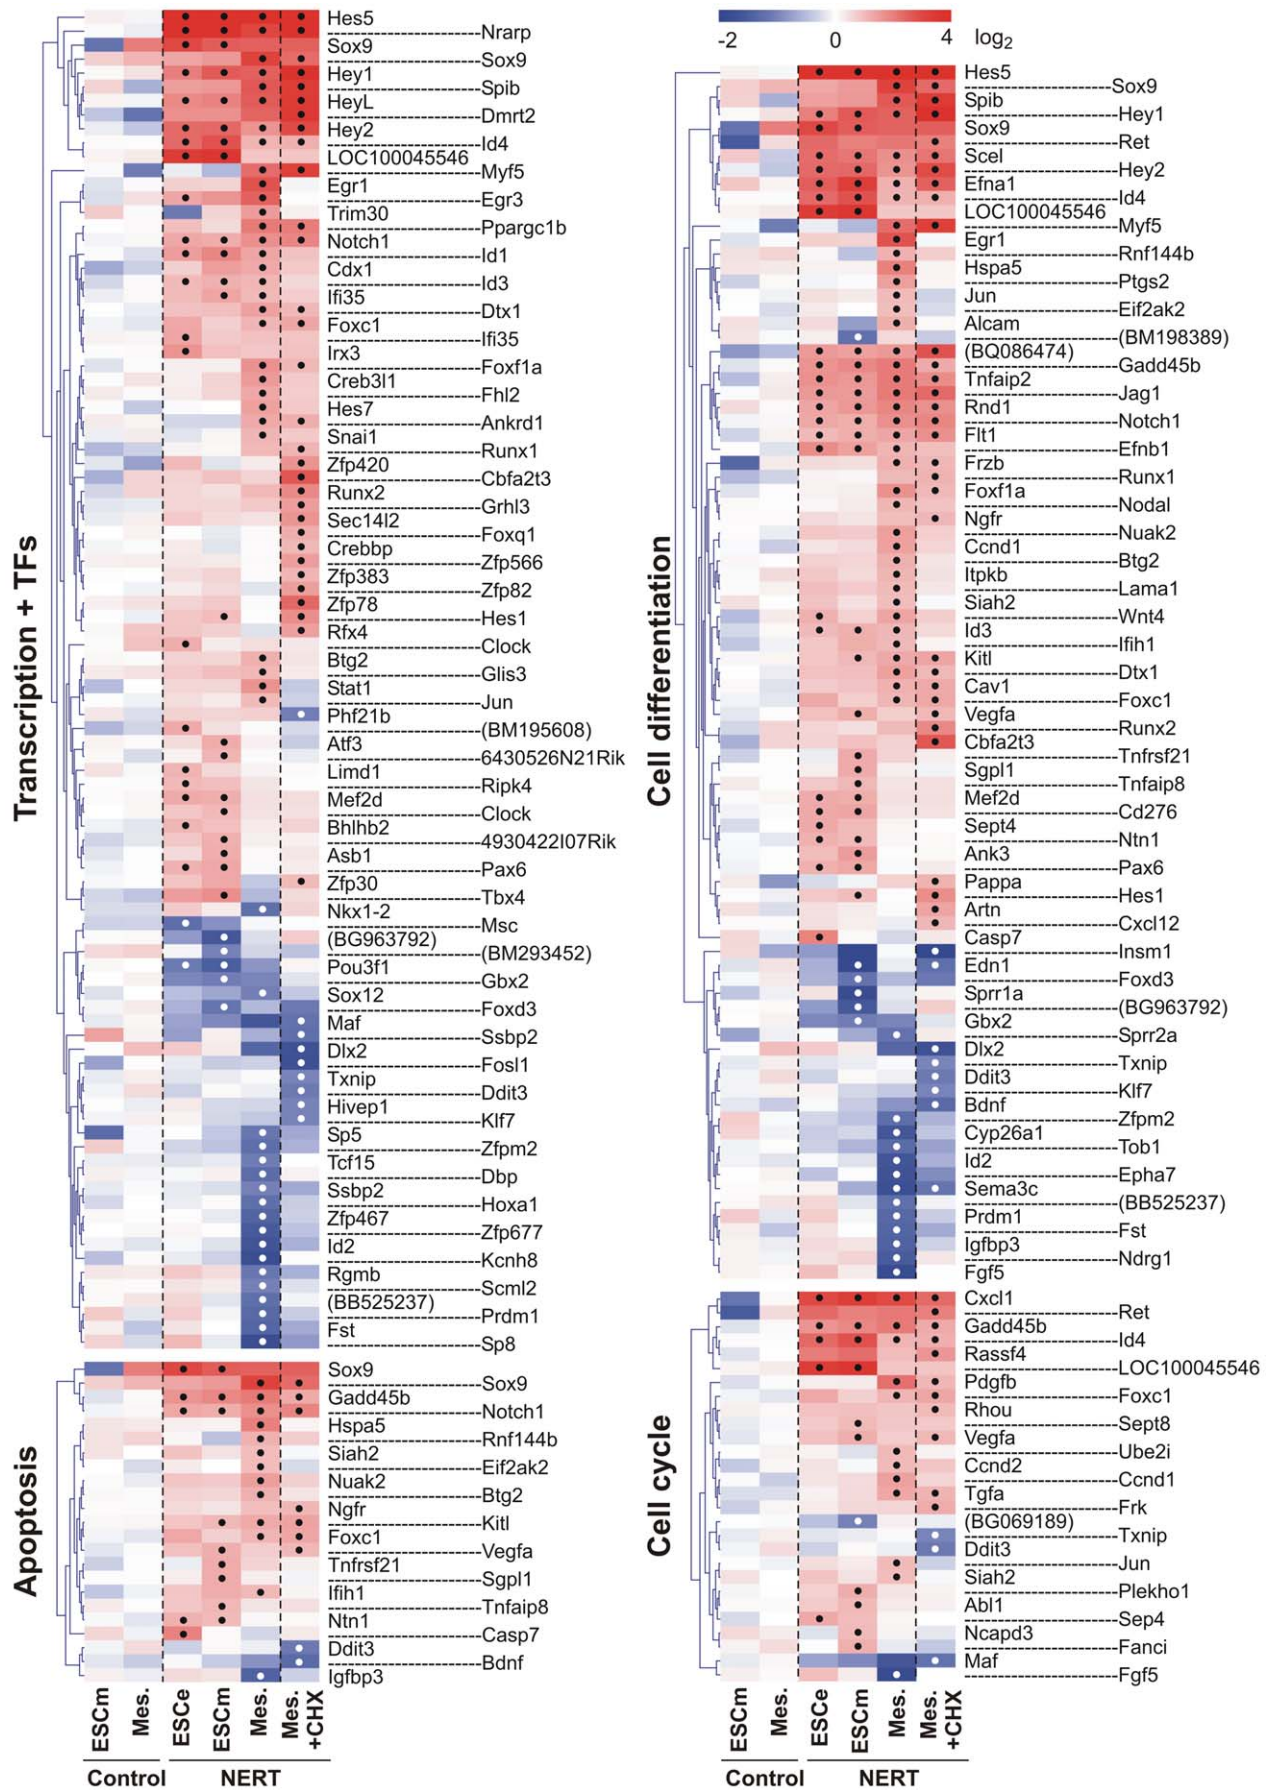 Transcription + TFs
Hes5
Nrarp
Sox9
Sox9
Hey1
Spib
HeyL
Dmrt2
Hey2
Id4
LOC100045546
Myf5
Egr1
Egr3
Trim30
Ppargc1b
Notch1
Id1
Cdx1
Id3
Ifi35
Dtx1
Foxc1
Ifi35
Irx3
Foxf1a
Creb3l1
Fhl2
Hes7
Ankrd1
Snai1
Runx1
Zfp420
Cbfa2t3
Runx2
Grhl3
Sec14l2
Foxq1
Crebbp
Zfp566
Zfp383
Zfp82
Zfp78
Hes1
Rfx4
Clock
Btg2
Glis3
Stat1
Jun
Phf21b
(BM195608)
Atf3
6430526N21Rik
Limd1
Ripk4
Mef2d
Clock
Bhlhb2
4930422I07Rik
Asb1
Pax6
Zfp30
Tbx4
Nkx1-2
Msc
(BG963792)
(BM293452)
Pou3f1
Gbx2
Sox12
Foxd3
Maf
Ssbp2
Dlx2
Fosl1
Txnip
Ddit3
Hivep1
Klf7
Sp5
Zfpm2
Tcf15
Dbp
Ssbp2
Hoxa1
Zfp467
Zfp677
Id2
Kcnh8
Rgmb
Scml2
(BB525237)
Prdm1
Fst
Sp8
Apoptosis
Sox9
Sox9
Gadd45b
Notch1
Hspa5
Rnf144b
Siah2
Eif2ak2
Nuak2
Btg2
Ngfr
Kitl
Foxc1
Vegfa
Tnfrsf21
Sgpl1
Ifih1
Tnfaip8
Ntn1
Casp7
Ddit3
Bdnf
Igfbp3
ESCm
Mes.
ESCe
ESCm
Mes.
Mes.
+CHX
Control
NERT
-2
0
4
log2
Cell differentiation
Hes5
Sox9
Spib
Hey1
Sox9
Ret
Scel
Hey2
Efna1
Id4
LOC100045546
Myf5
Egr1
Rnf144b
Hspa5
Ptgs2
Jun
Eif2ak2
Alcam
(BM198389)
(BQ086474)
Gadd45b
Tnfaip2
Jag1
Rnd1
Notch1
Flt1
Efnb1
Frzb
Runx1
Foxf1a
Nodal
Ngfr
Nuak2
Ccnd1
Btg2
Itpkb
Lama1
Siah2
Wnt4
Id3
Ifih1
Kitl
Dtx1
Cav1
Foxc1
Vegfa
Runx2
Cbfa2t3
Tnfrsf21
Sgpl1
Tnfaip8
Mef2d
Cd276
Sept4
Ntn1
Ank3
Pax6
Pappa
Hes1
Artn
Cxcl12
Casp7
Insm1
Edn1
Foxd3
Sprr1a
(BG963792)
Gbx2
Sprr2a
Dlx2
Txnip
Ddit3
Klf7
Bdnf
Zfpm2
Cyp26a1
Tob1
Id2
Epha7
Sema3c
(BB525237)
Prdm1
Fst
Igfbp3
Ndrg1
Fgf5
Cell cycle
Cxcl1
Ret
Gadd45b
Id4
Rassf4
LOC100045546
Pdgfb
Foxc1
Rhou
Sept8
Vegfa
Ube2i
Ccnd2
Ccnd1
Tgfa
Frk
(BG069189)
Txnip
Ddit3
Jun
Siah2
Plekho1
Abl1
Sep4
Ncapd3
Fanci
Maf
Fgf5
ESCm
Mes.
ESCe
ESCm
Mes.
Mes.
+CHX
Control
NERT